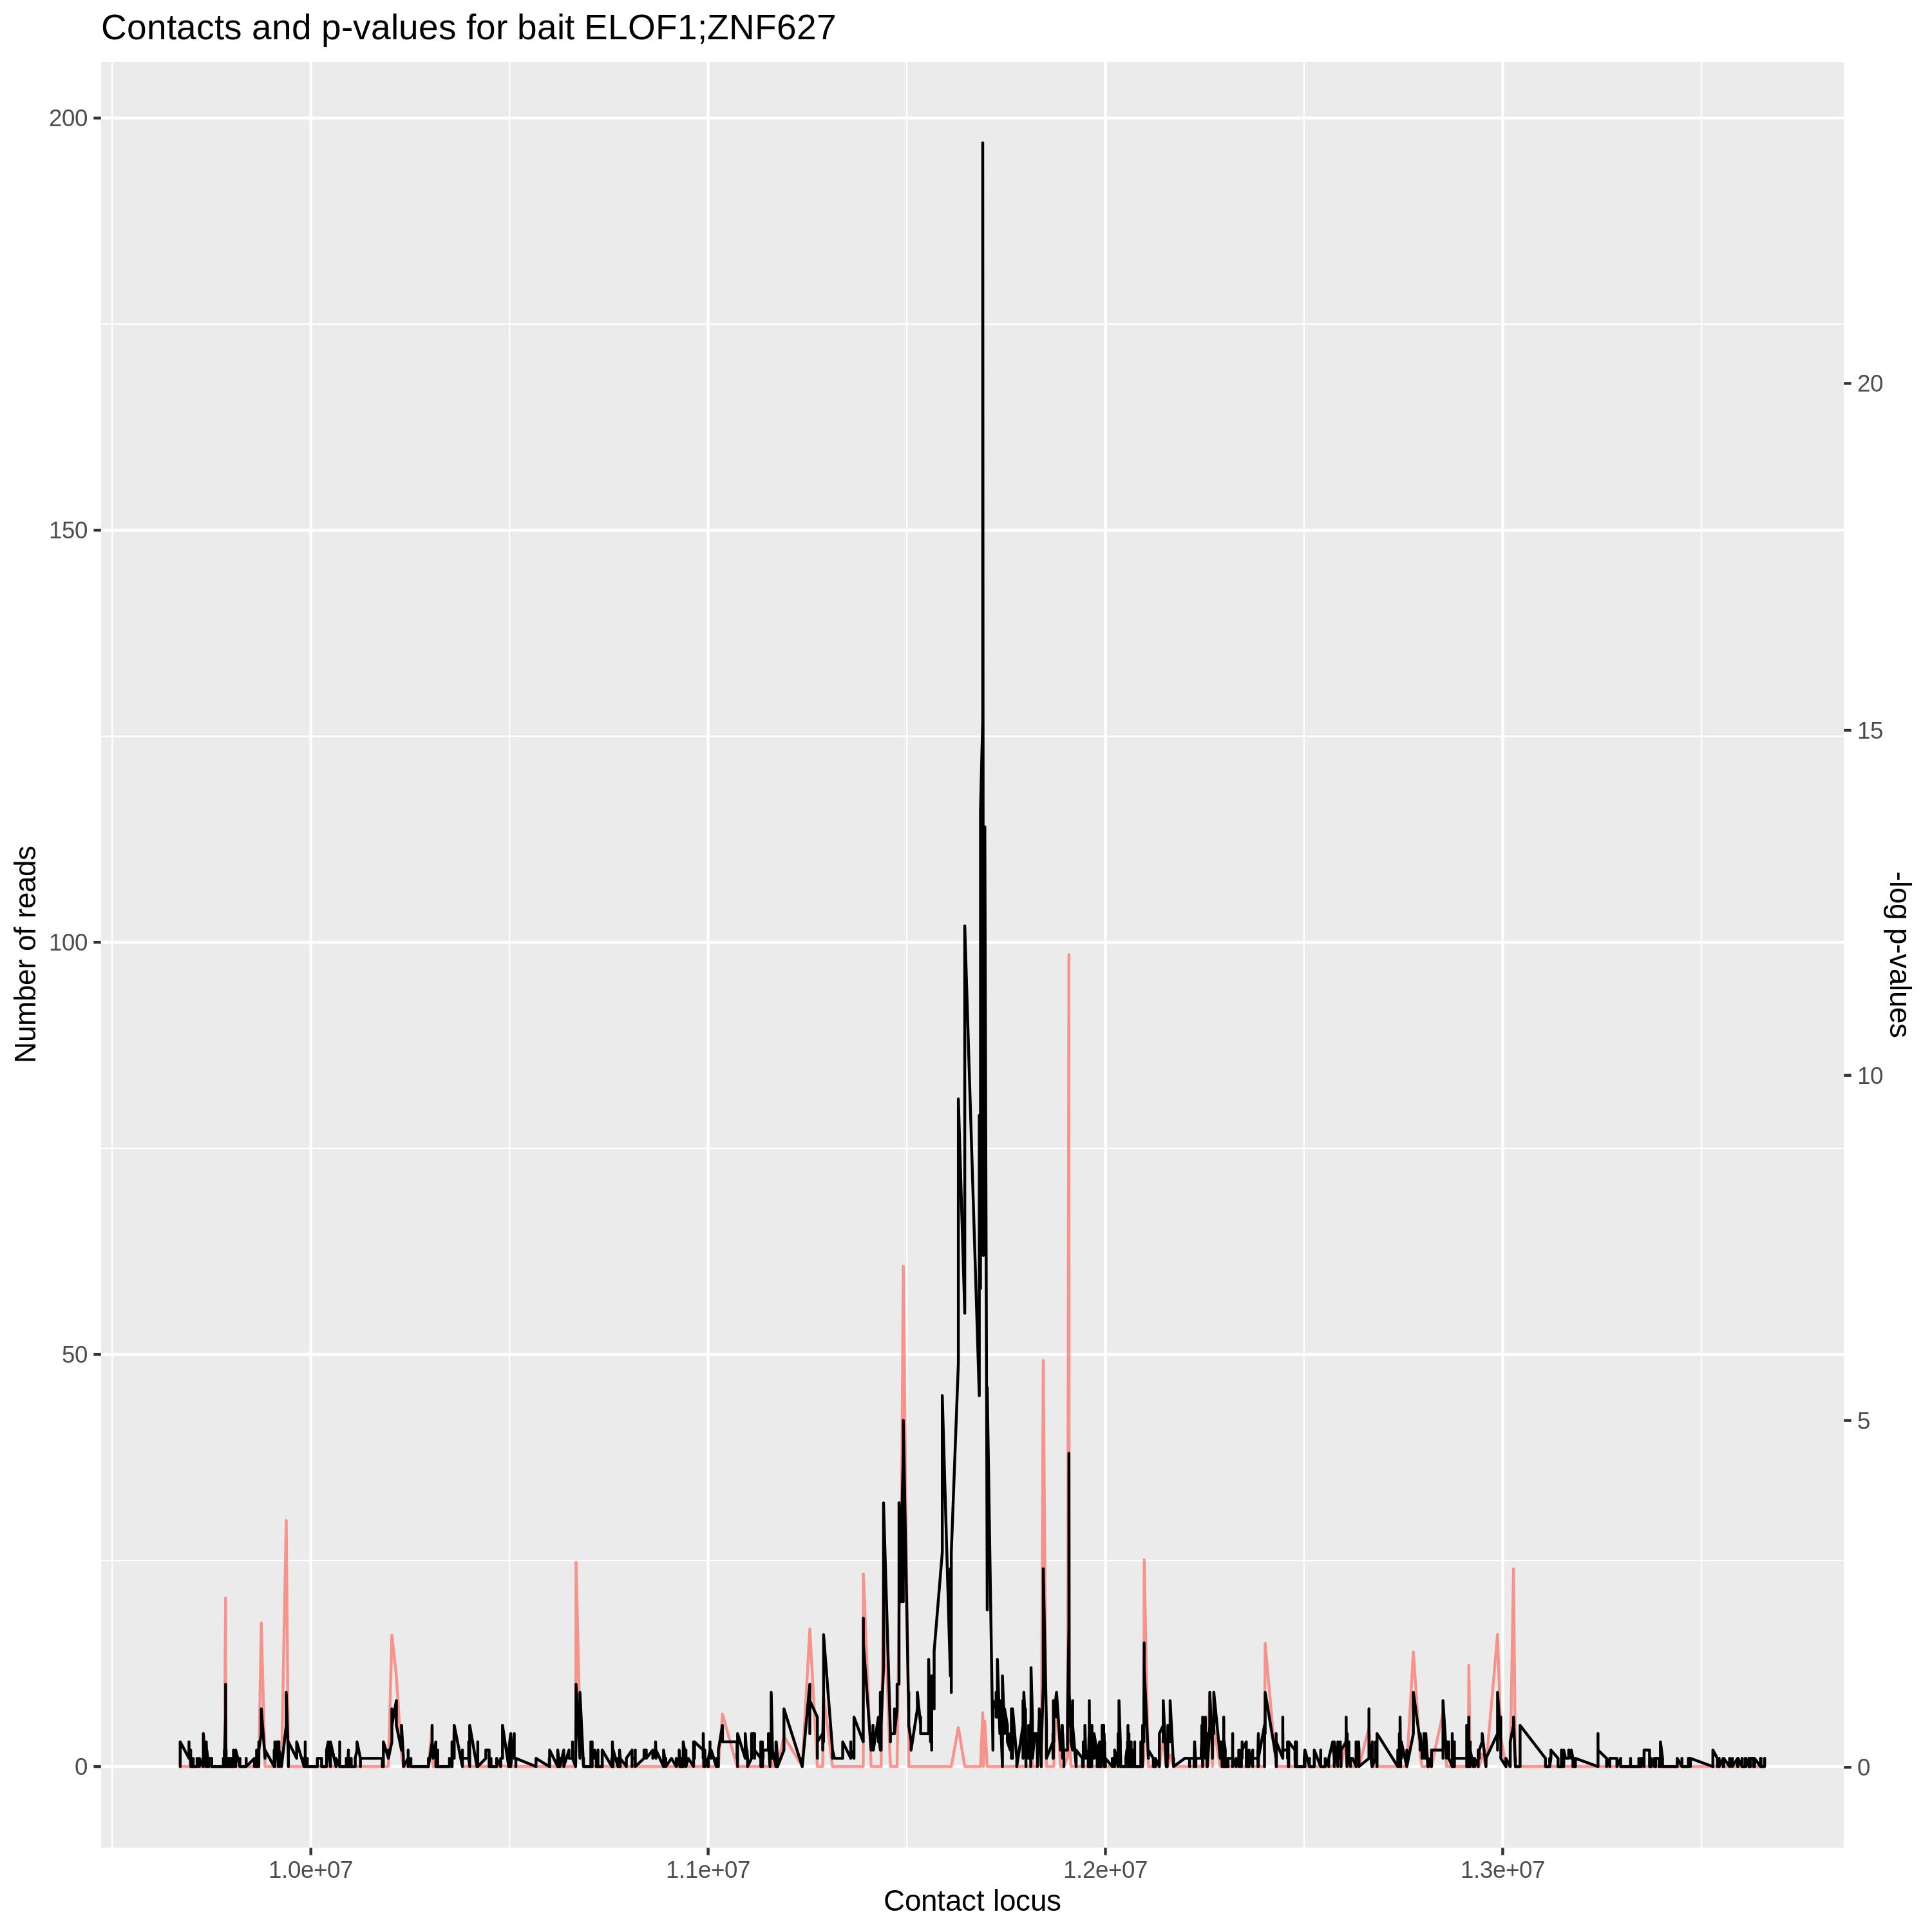 Contacts and p-values for bait ELOF1;ZNF627
200
150
100
50
0
20
15
10
5
0
Number of reads
-log p-values
1.0e+07
1.1e+07
1.2e+07
1.3e+07
Contact locus